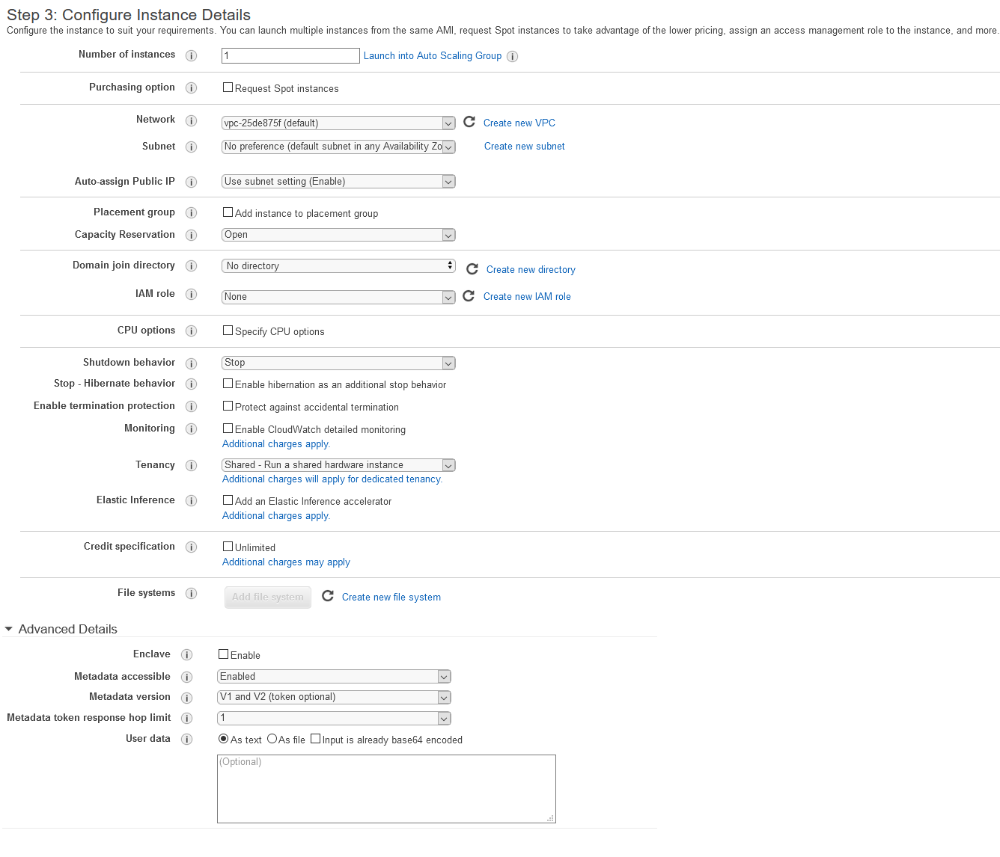 Step 3: Configure Instance Details
Configure the instance to suit your requirements. You can launch multiple instances from the same AMI, request Spot instances to take advantage of the lower pricing, assign an access management role to the instance, and more.
Number of instances i 1 Launch into Auto Scaling Group i
Purchasing option i Request Spot instances
Network i vpc-25de875f (default) Create new VPC
Subnet i No preference (default subnet in any Availability Zo Create new subnet
Auto-assign Public IP i Use subnet setting (Enable)
Placement group i Add instance to placement group
Capacity Reservation i Open
Domain join directory i No directory Create new directory
IAM role i None Create new IAM role
CPU options i Specify CPU options
Shutdown behavior i Stop
Stop - Hibernate behavior i Enable hibernation as an additional stop behavior
Enable termination protection i Protect against accidental termination
Monitoring i Enable CloudWatch detailed monitoring
Additional charges apply.
Tenancy i Shared - Run a shared hardware instance
Additional charges will apply for dedicated tenancy.
Elastic Inference i Add an Elastic Inference accelerator
Additional charges apply.
Credit specification i Unlimited
Additional charges may apply
File systems i Add file system Create new file system
Advanced Details
Enclave i Enable
Metadata accessible i Enabled
Metadata version i V1 and V2 (token optional)
Metadata token response hop limit i 1
User data i As text As file Input is already base64 encoded
(Optional)